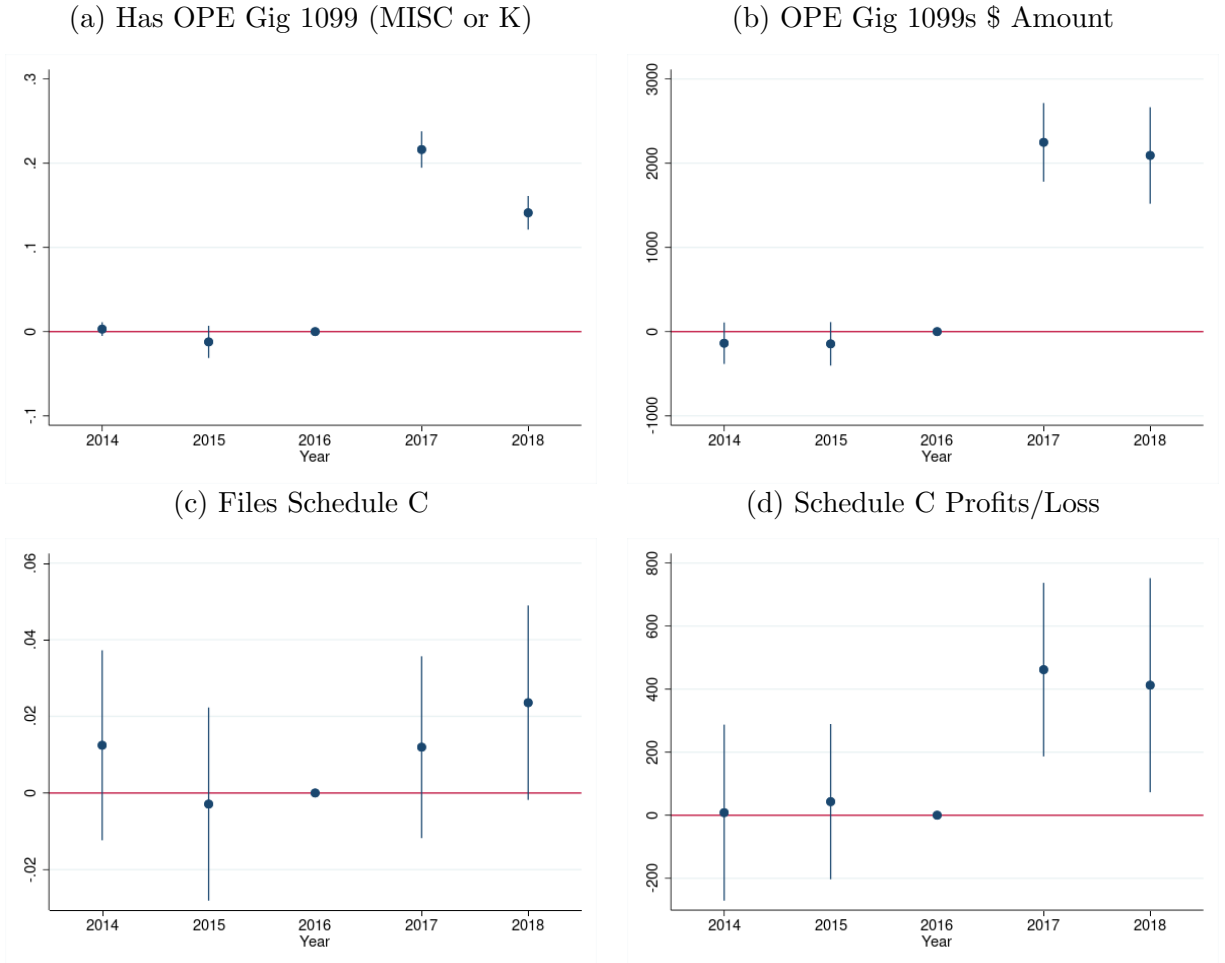 (a) Has OPE Gig 1099 (MISC or K)
.3
.2
.1
0
-.1
2014 2015 2016 2017 2018
Year
(b) OPE Gig 1099s $ Amount
3000
2000
1000
0
-1000
2014 2015 2016 2017 2018
Year
(c) Files Schedule C
.06
.04
.02
0
-.02
2014 2015 2016 2017 2018
Year
(d) Schedule C Profits/Loss
800
600
400
200
0
-200
2014 2015 2016 2017 2018
Year